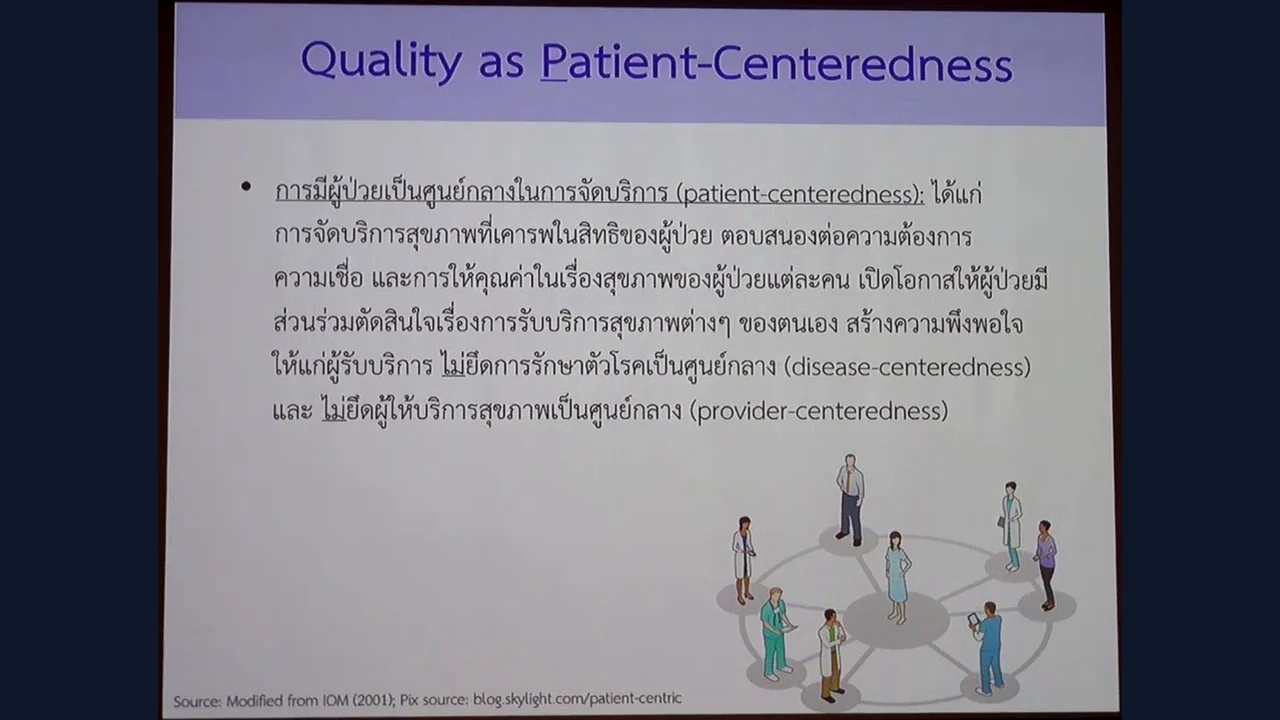 Quality as Patient-Centeredness
• การมีผู้ป่วยเป็นศูนย์กลางในการจัดบริการ (patient-centeredness): ได้แก่
การจัดบริการสุขภาพที่เคารพในสิทธิของผู้ป่วย ตอบสนองต่อความต้องการ
ความเชื่อ และการให้คุณค่าในเรื่องสุขภาพของผู้ป่วยแต่ละคน เปิดโอกาสให้ผู้ป่วยมี
ส่วนร่วมตัดสินใจเรื่องการรับบริการสุขภาพต่างๆ ของตนเอง สร้างความพึงพอใจ
ให้แก่ผู้รับบริการ ไม่ยึดการรักษาตัวโรคเป็นศูนย์กลาง (disease-centeredness)
และ ไม่ยึดผู้ให้บริการสุขภาพเป็นศูนย์กลาง (provider-centeredness)
Source: Modified from IOM (2001); Pix source: blog.skylight.com/patient-centric